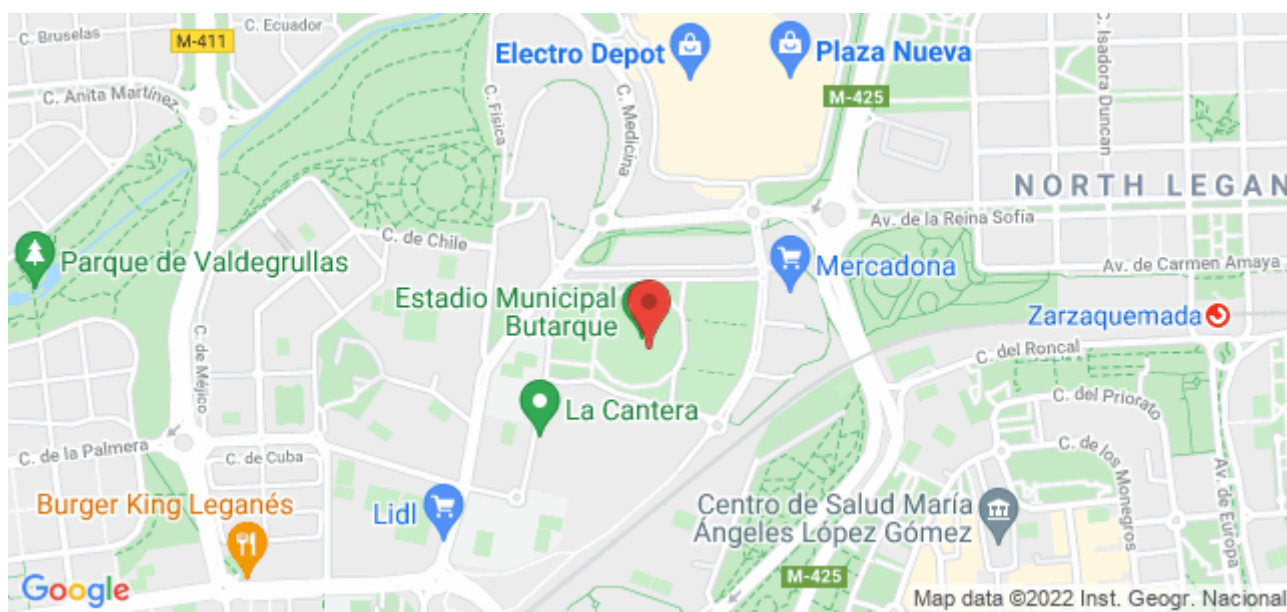 C. Bruselas
M-411
C. Ecuador
Electro Depot
Plaza Nueva
C. Anita Martínez
C. Física
C. Medicina
M-425
C. Isadora Duncan
NORTH LEGAN
Av. de la Reina Sofía
C. de Chile
Parque de Valdegrullas
Mercadona
Av. de Carmen Amaya
Estadio Municipal
Butarque
Zarzaquemada
C. del Roncal
C. de Méjico
La Cantera
C. del Priorato
C. de la Palmera
C. de Cuba
C. de los Monegros
Av. de Europa
Burger King Leganés
Lidl
Centro de Salud María
Ángeles López Gómez
M-425
Google
Map data ©2022 Inst. Geogr. Nacional